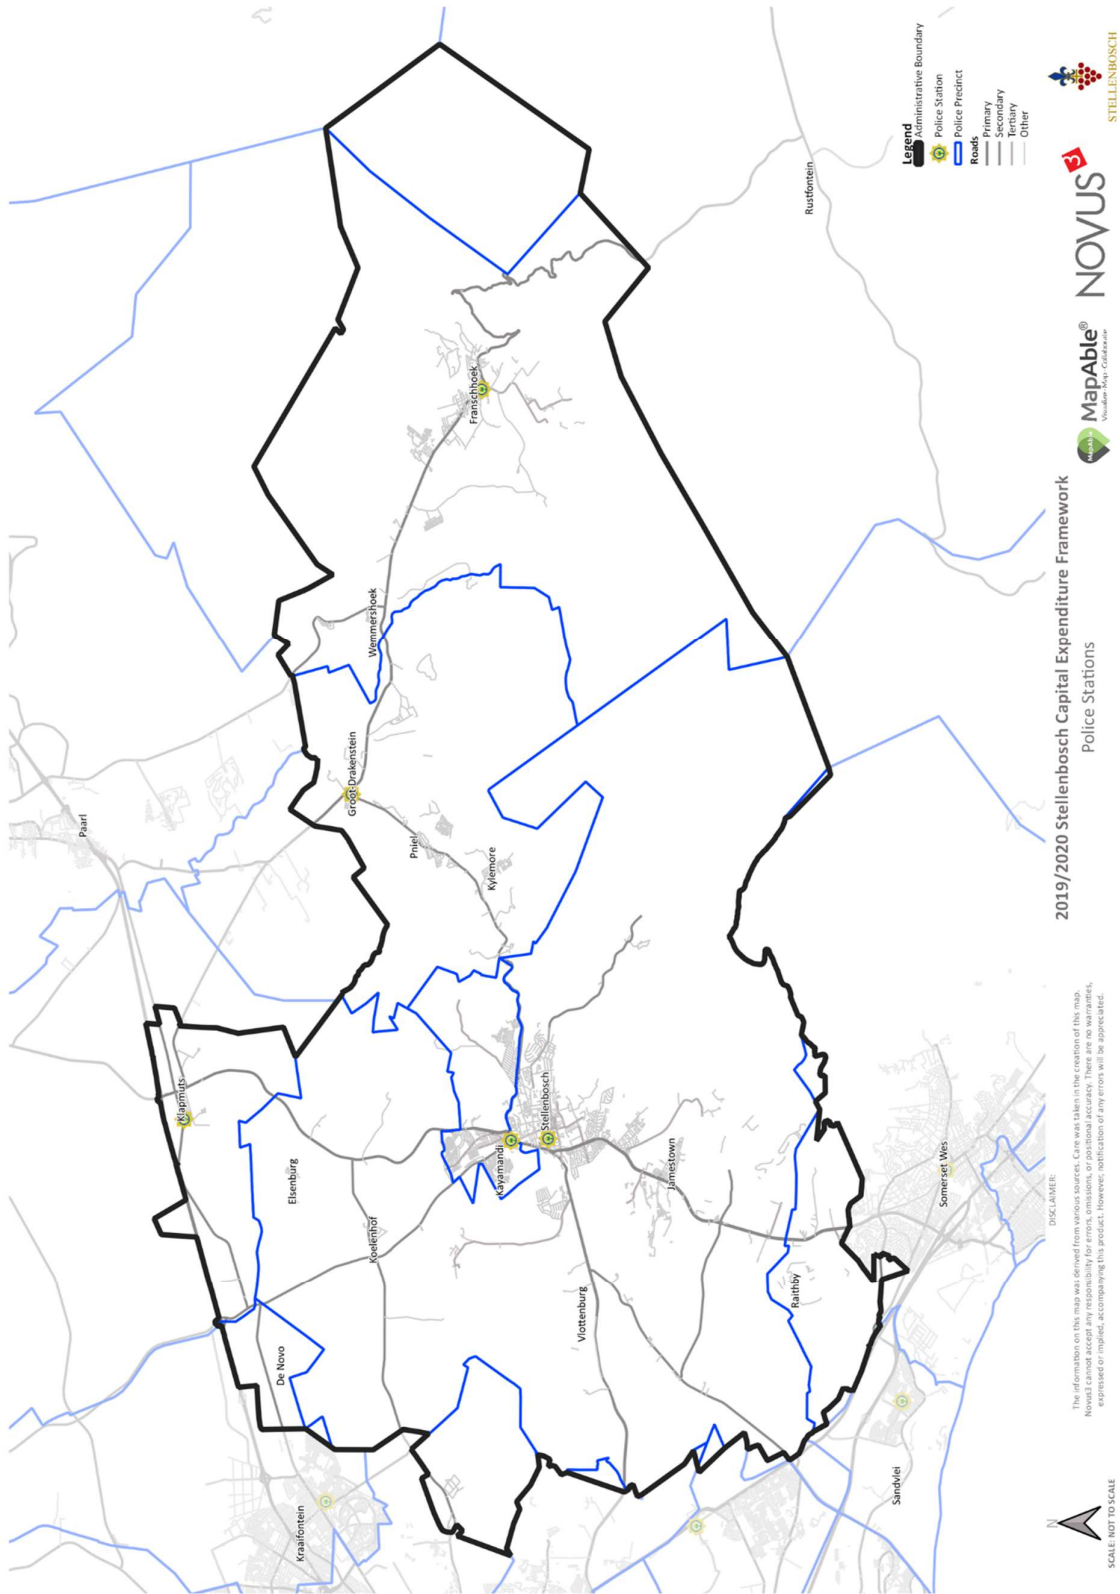 Paarl
Klapmuts
Elsenburg
Koelenhof
De Novo
Kraaifontein
Groot-Drakenstein
Pniel
Kylemore
Wemmershoek
Franschhoek
Kayamandi
Stellenbosch
Jamestown
Vlottenburg
Raithby
Somerset Wes
Sandvlei
Rustfontein
Legend
Administrative Boundary
Police Station
Police Precinct
Roads
Primary
Secondary
Tertiary
Other
N
SCALE: NOT TO SCALE
DISCLAIMER:
The information on this map was derived from various sources. Care was taken in the creation of this map.
Novus3 cannot accept any responsibility for errors, omissions, or positional accuracy. There are no warranties,
expressed or implied, accompanying this product. However, notification of any errors will be appreciated.
2019/2020 Stellenbosch Capital Expenditure Framework
Police Stations
MapAble
MapAble®
Visualize · Map · Collaborate
NOVUS3
STELLENBOSCH